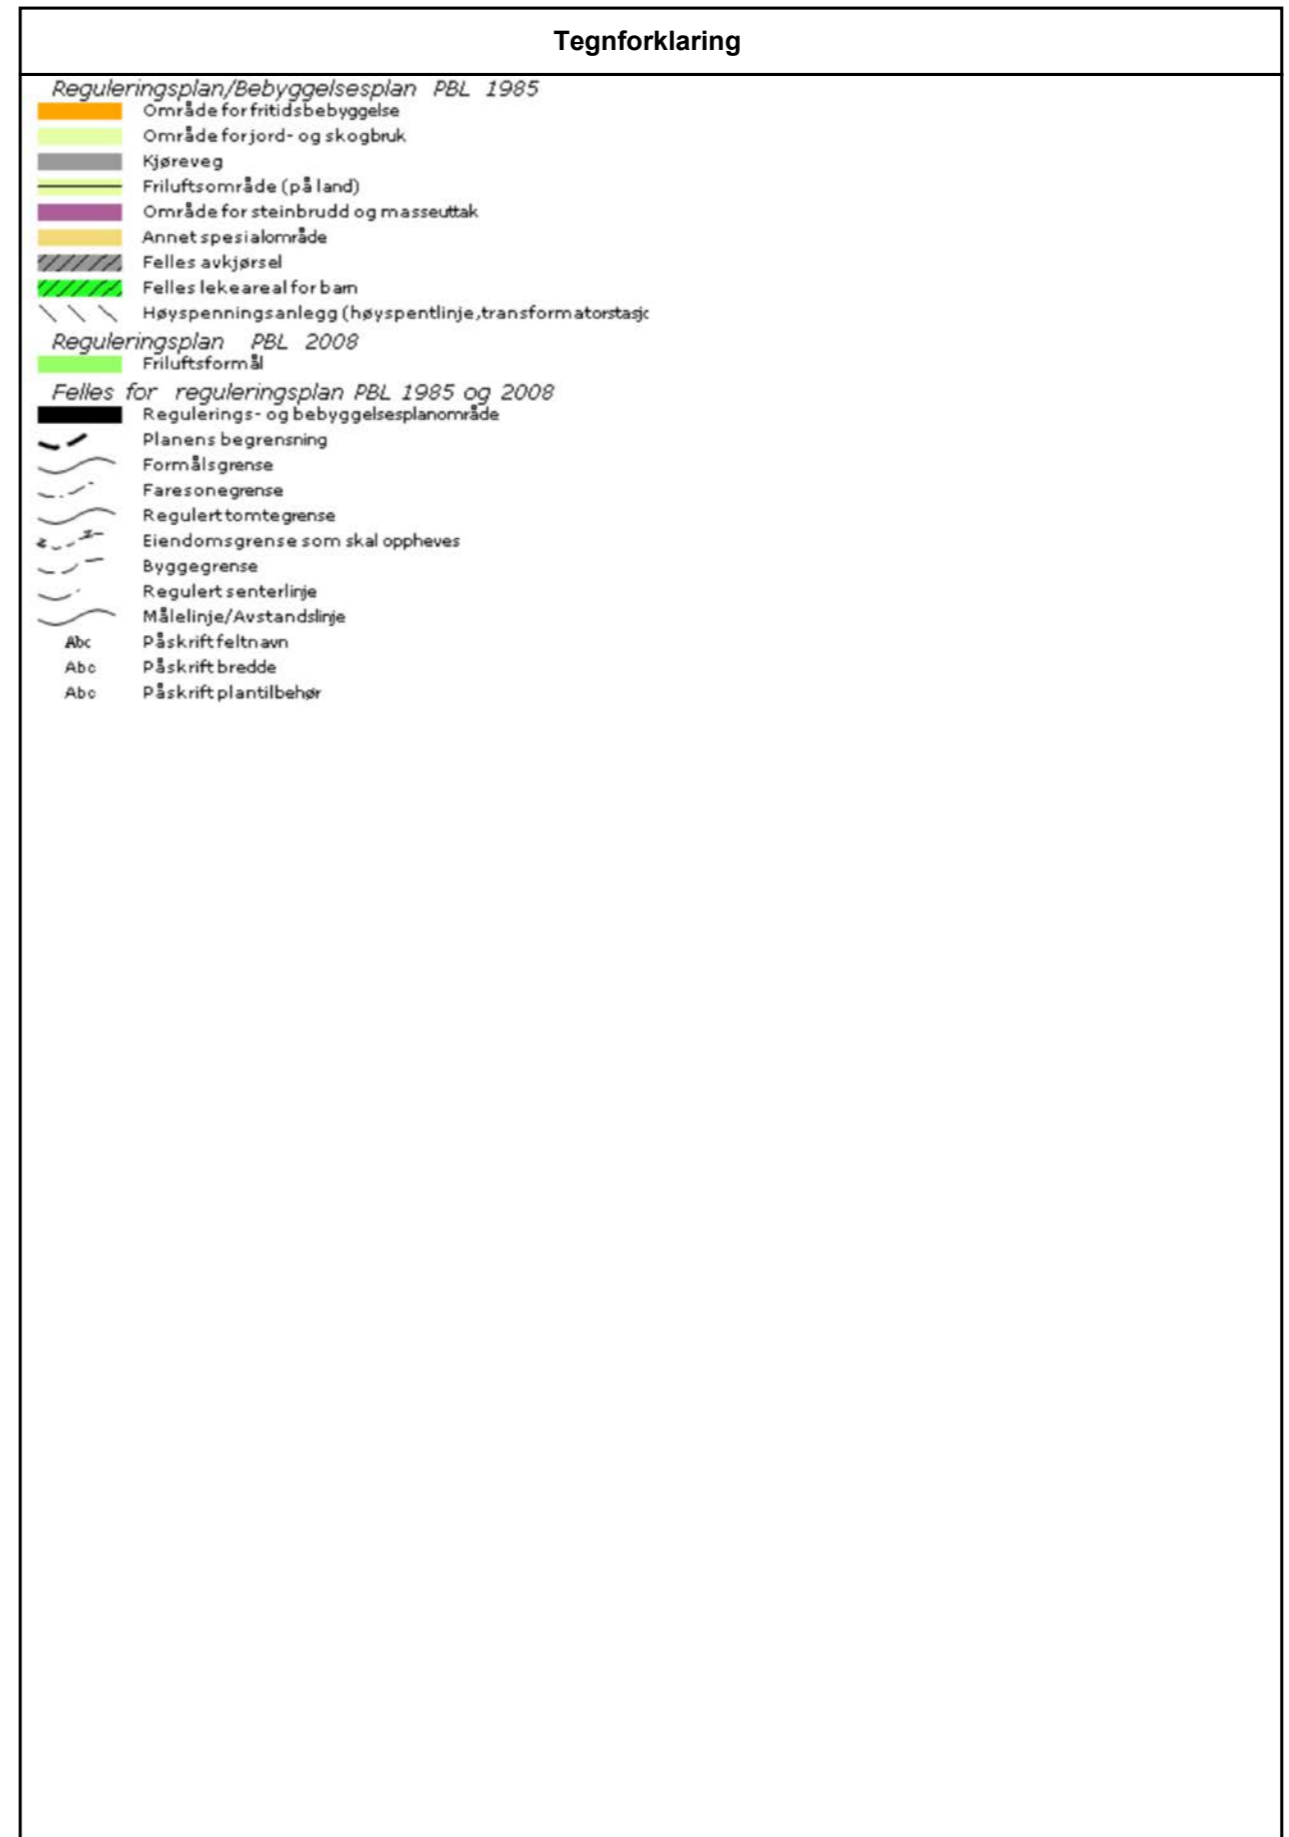 Tegnforklaring
Reguleringsplan/Bebyggelsesplan PBL 1985
Område for fritidsbebyggelse
Område for jord- og skogbruk
Kjøreveg
Friluftsområde (på land)
Område for steinbrudd og masseuttak
Annet spesialområde
Felles avkjørsel
Felles lekeareal for barn
Høyspenningsanlegg (høyspentlinje, transformatorstasjo
Reguleringsplan PBL 2008
Friluftsformål
Felles for reguleringsplan PBL 1985 og 2008
Regulerings- og bebyggelsesplanområde
Planens begrensning
Formålsgrense
Faresonegrense
Regulert tomtegrense
Eiendomsgrense som skal oppheves
Byggegrense
Regulert senterlinje
Målelinje/Avstandslinje
Abc Påskrift feltnavn
Abc Påskrift bredde
Abc Påskrift plantilbehør